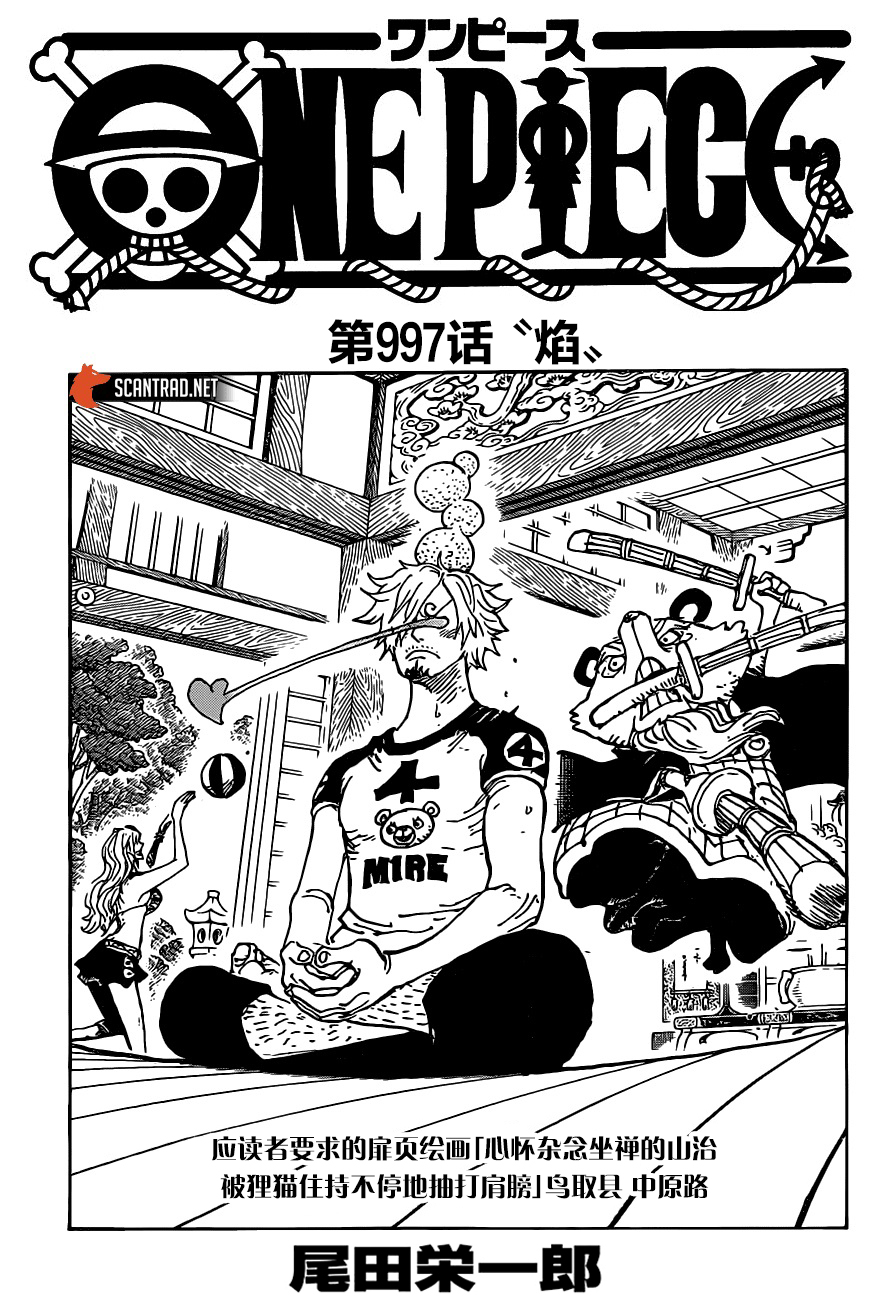 ワンピース
ONE PIECE
第997话〝焰〟
SCANTRAD.NET
4
4
MIRE
应读者要求的扉页绘画「心怀杂念坐禅的山治
被狸猫住持不停地抽打肩膀」鸟取县 中原路
尾田栄一郎